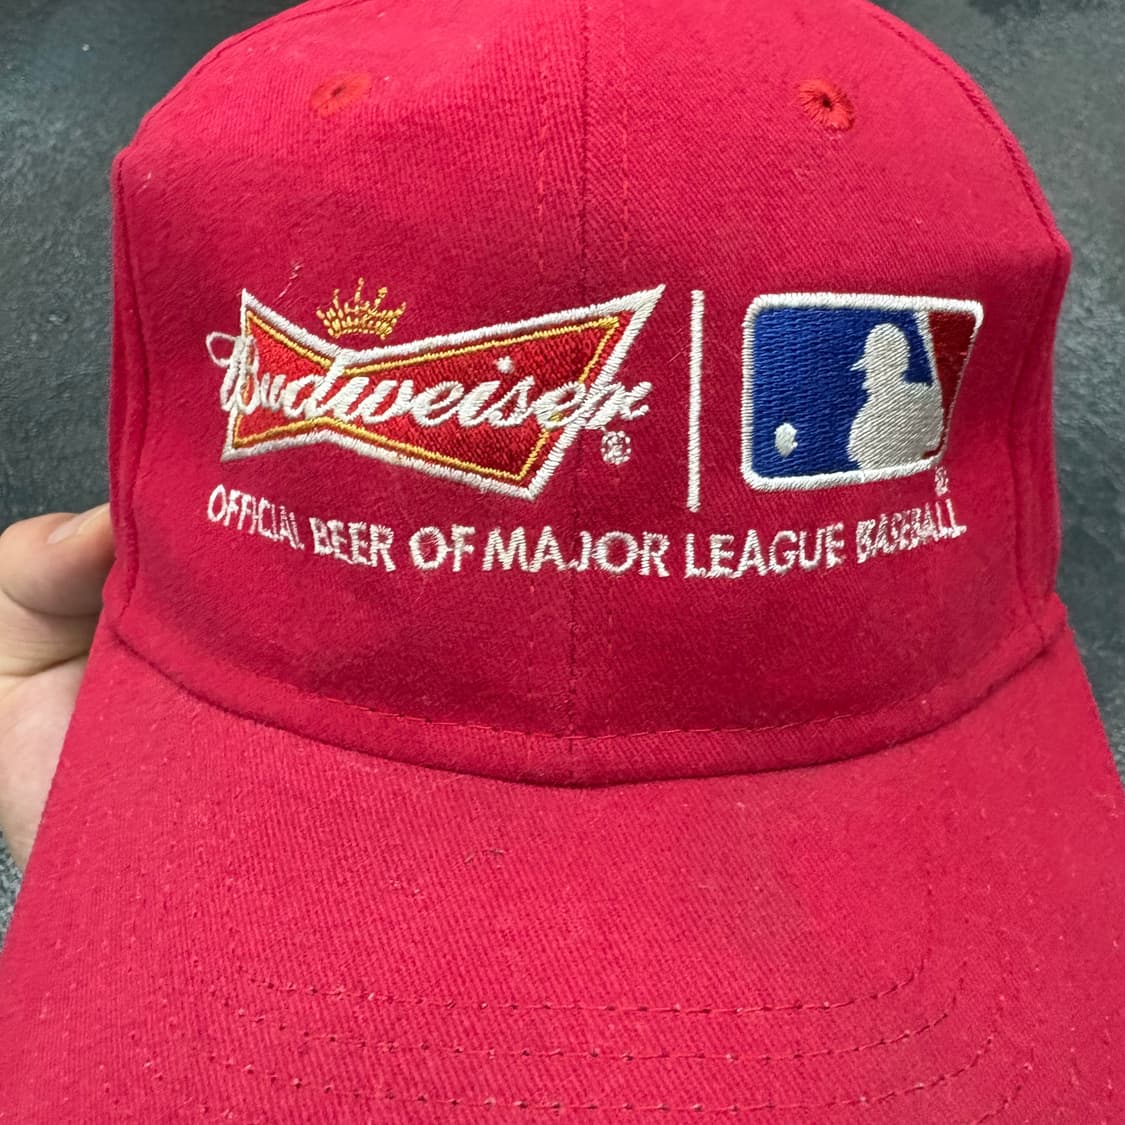 Budweiser
®
OFFICIAL BEER OF MAJOR LEAGUE BASEBALL